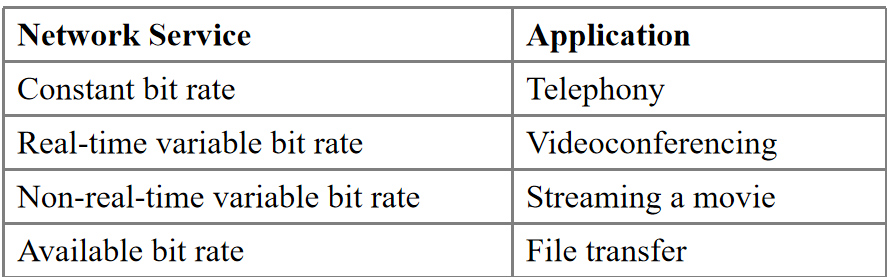 Network Service Application
Constant bit rate Telephony
Real-time variable bit rate Videoconferencing
Non-real-time variable bit rate Streaming a movie
Available bit rate File transfer